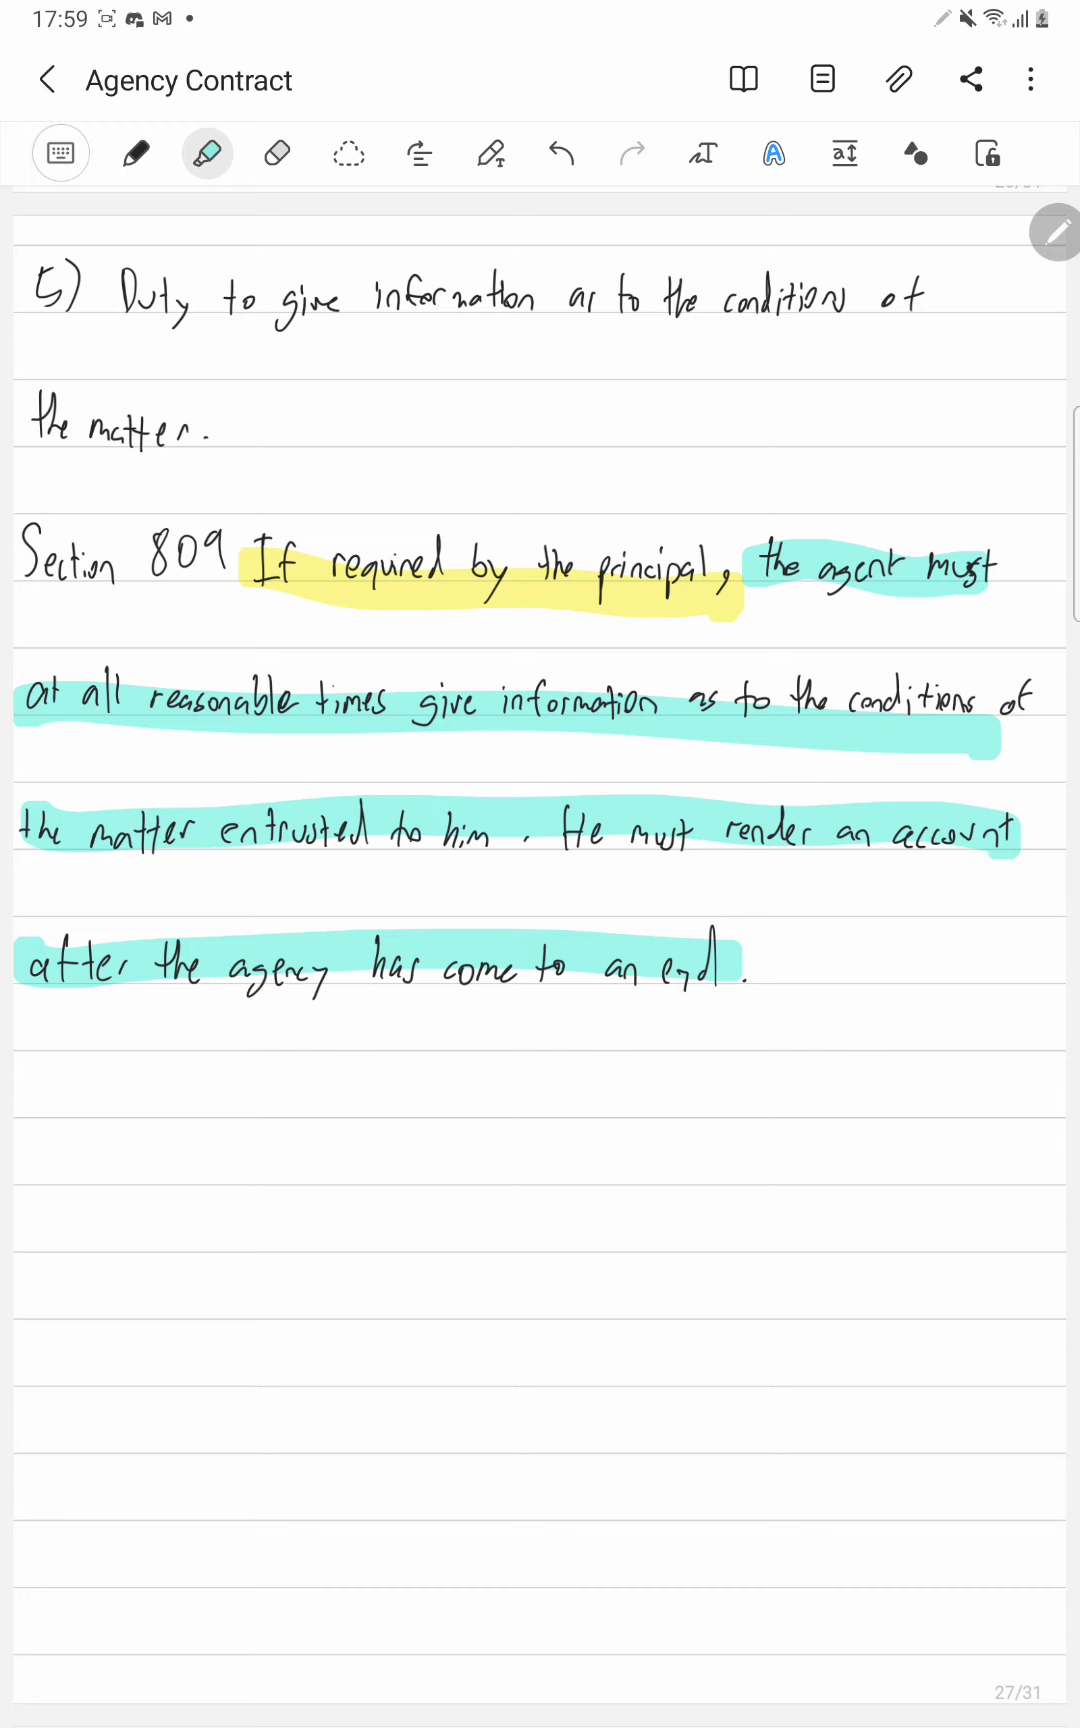 17:59
Agency Contract
5) Duty to give information as to the condition of
the matter.
Section 809 If required by the principal, the agent must
at all reasonable times give information as to the conditions of
the matter entrusted to him. He must render an account
after the agency has come to an end.
27/31